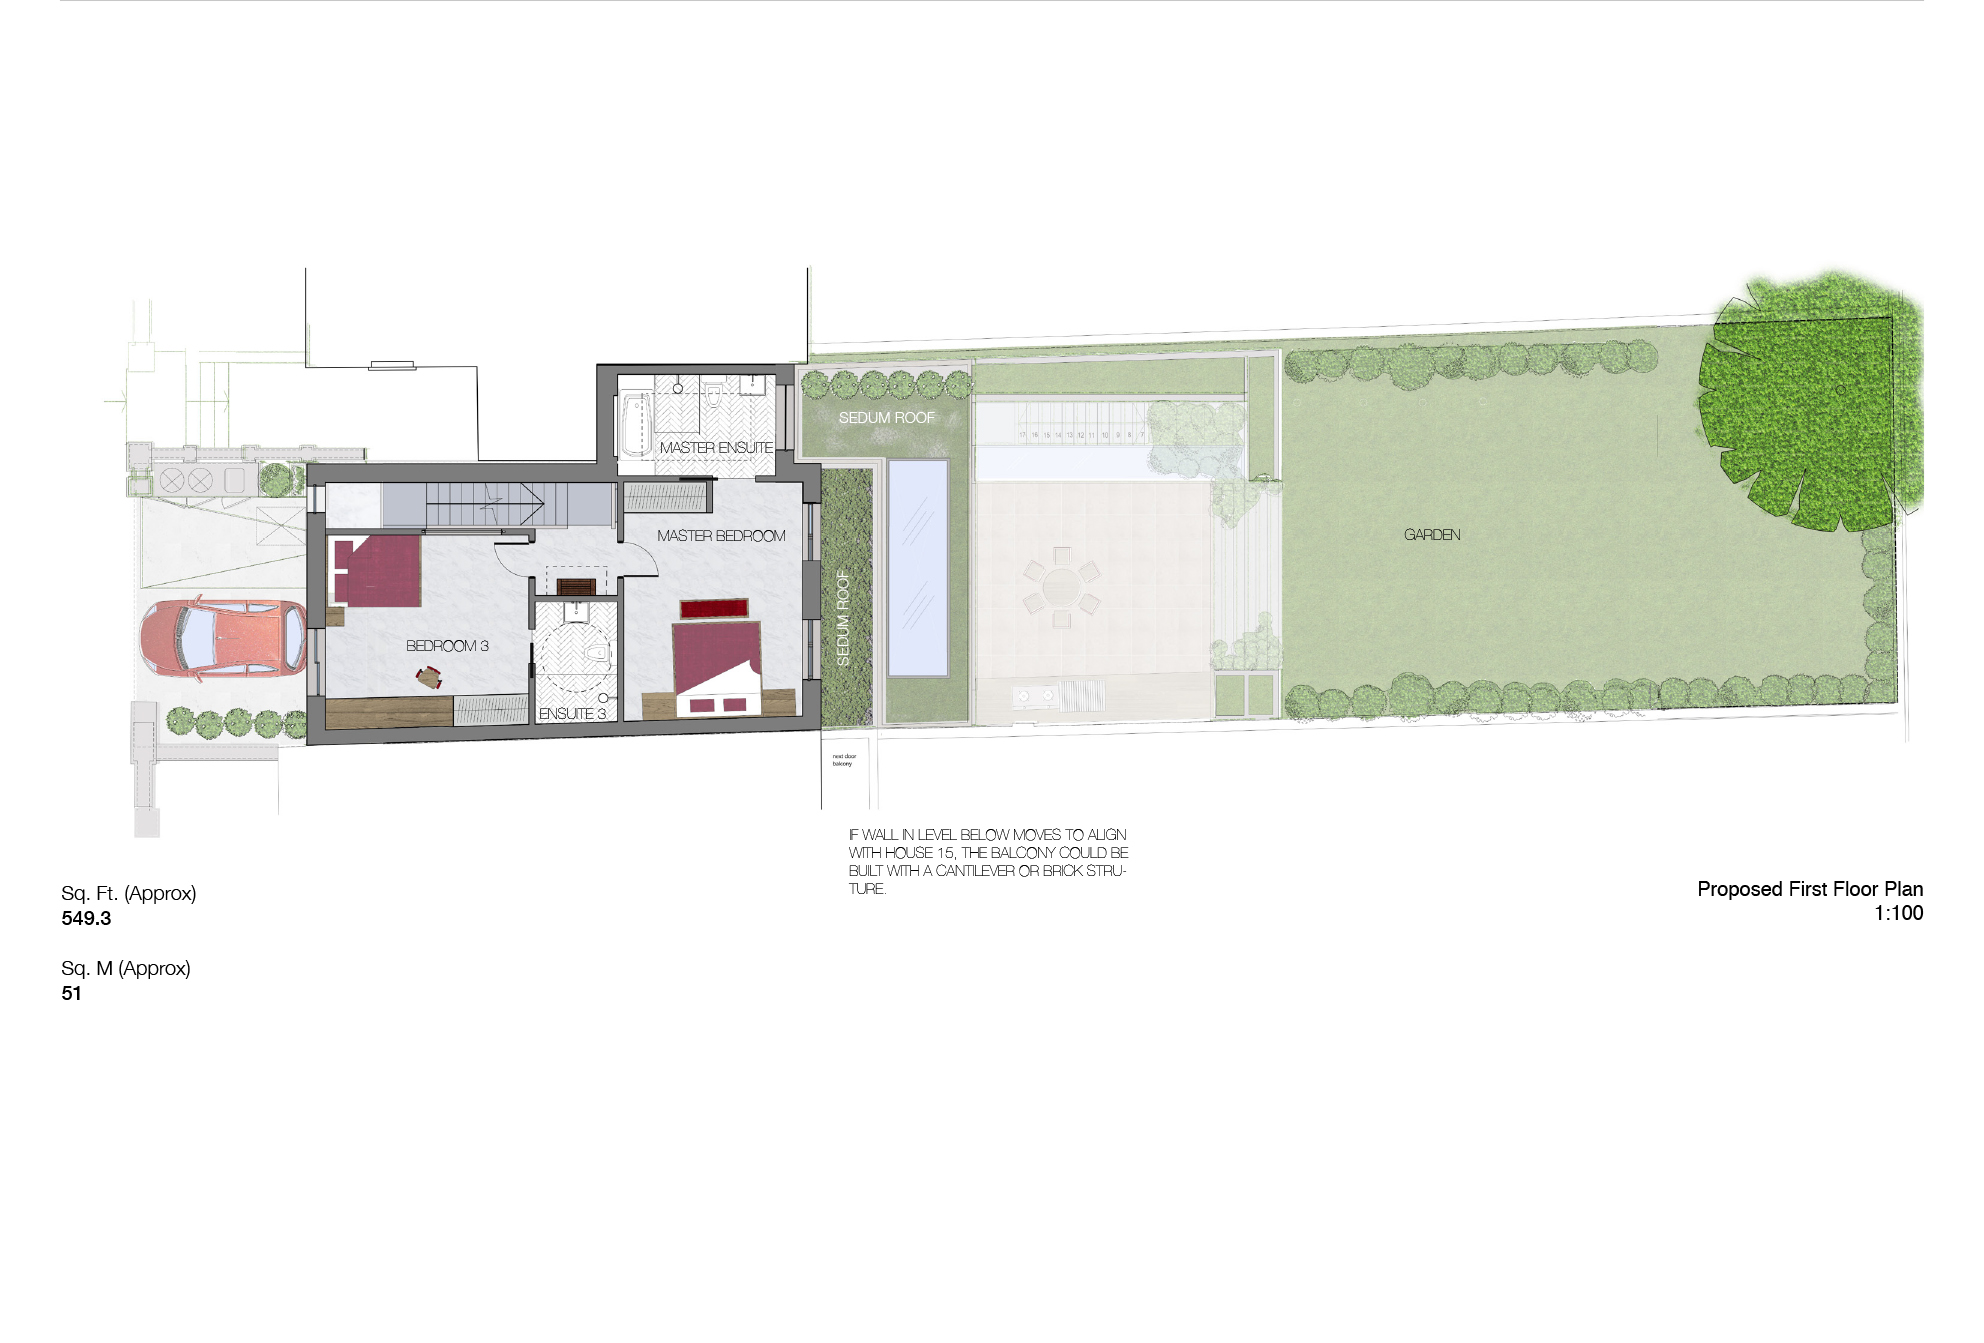 SEDUM ROOF
17 16 15 14 13 12 11 10 9 8 7
MASTER ENSUITE
MASTER BEDROOM
GARDEN
SEDUM ROOF
BEDROOM 3
ENSUITE 3
next door
balcony
IF WALL IN LEVEL BELOW MOVES TO ALIGN
WITH HOUSE 15, THE BALCONY COULD BE
BUILT WITH A CANTILEVER OR BRICK STRU-
TURE.
Sq. Ft. (Approx)
549.3
Sq. M (Approx)
51
Proposed First Floor Plan
1:100